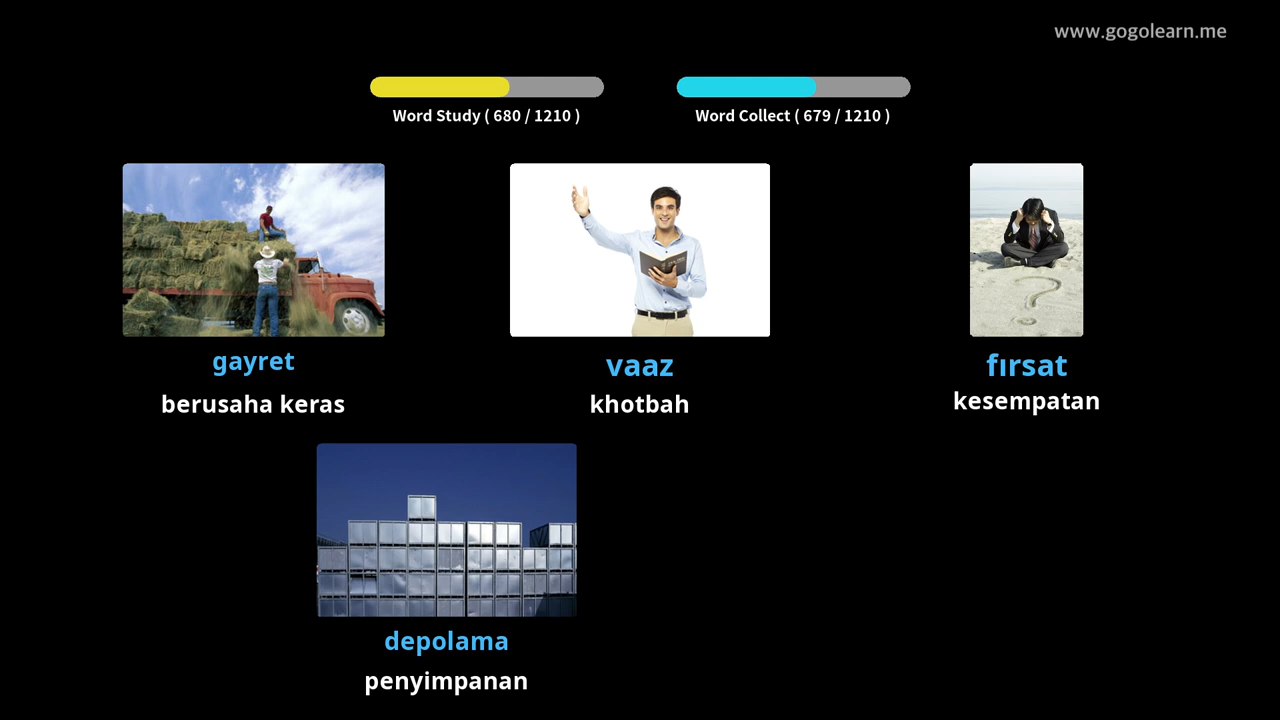 www.gogolearn.me
Word Study ( 680 / 1210 )
Word Collect ( 679 / 1210 )
gayret
berusaha keras
vaaz
khotbah
fırsat
kesempatan
depolama
penyimpanan